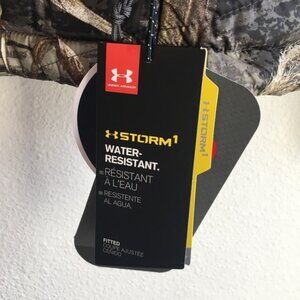 UNDER ARMOUR
STORM1
WATER-
RESISTANT.
RÉSISTANT
À L'EAU
RESISTENTE
AL AGUA.
FITTED
COUPE AJUSTÉE
CEÑIDO
STORM1